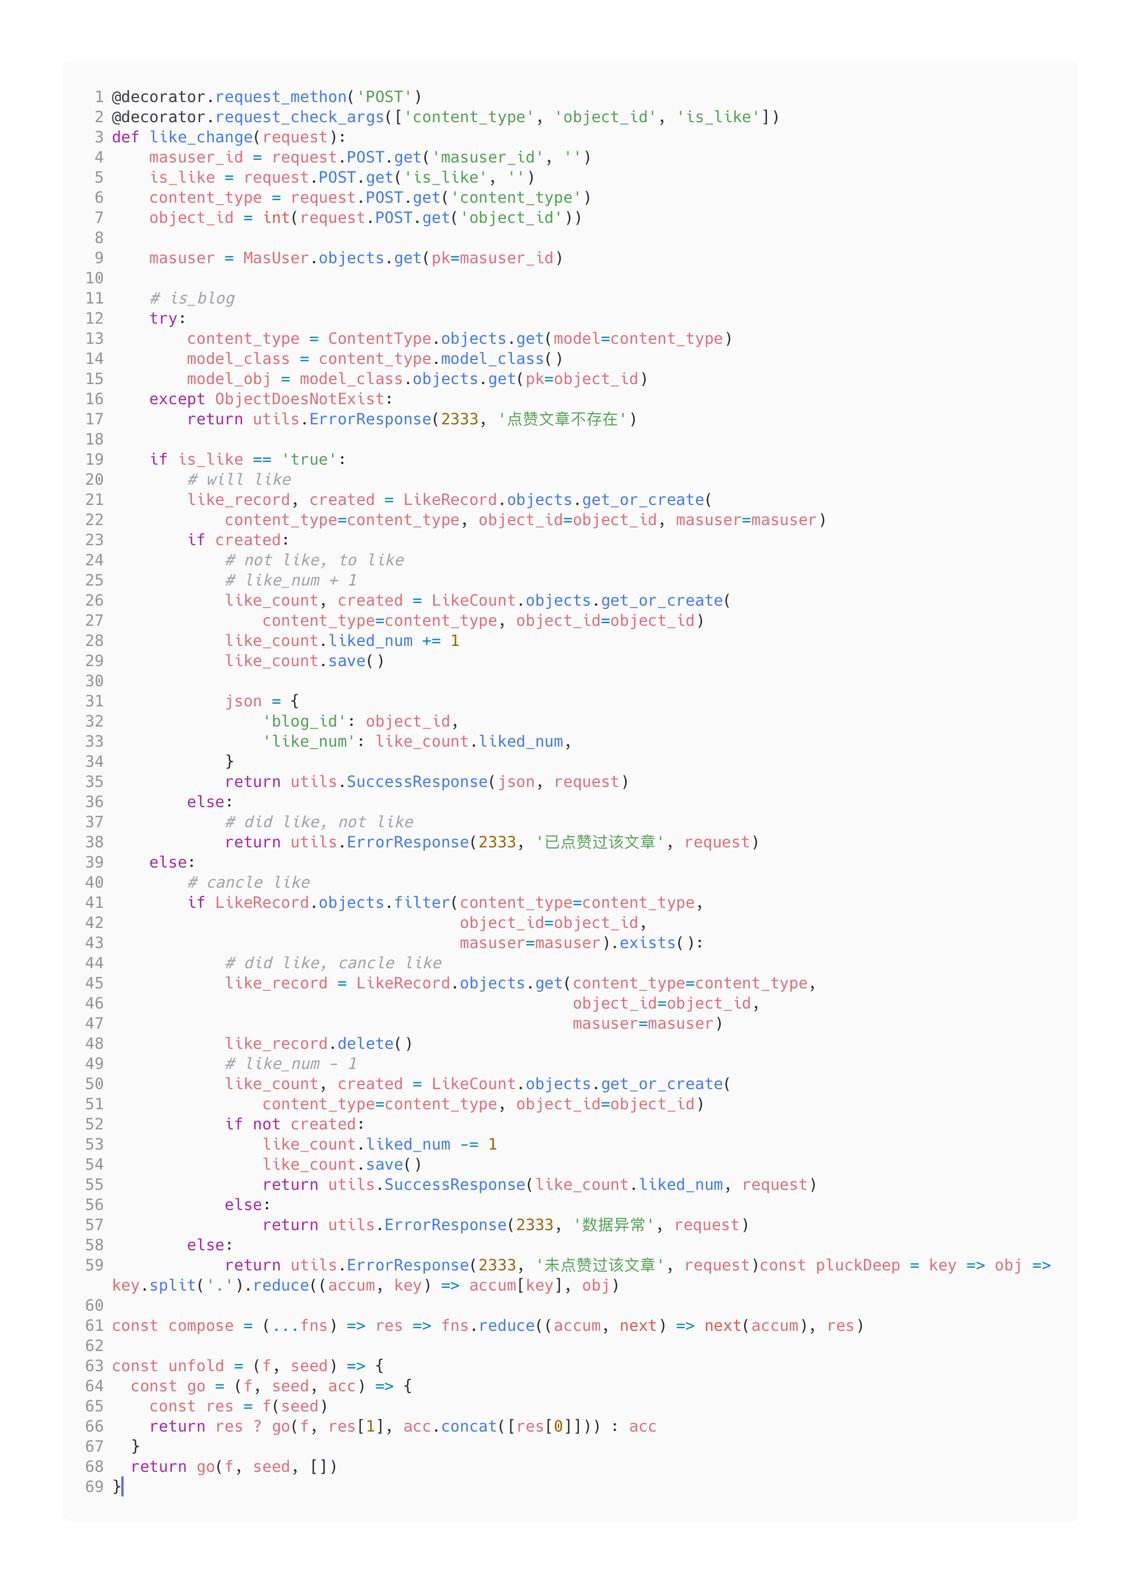 1 @decorator.request_methon('POST')
2 @decorator.request_check_args(['content_type', 'object_id', 'is_like'])
3 def like_change(request):
4     masuser_id = request.POST.get('masuser_id', '')
5     is_like = request.POST.get('is_like', '')
6     content_type = request.POST.get('content_type')
7     object_id = int(request.POST.get('object_id'))
8
9     masuser = MasUser.objects.get(pk=masuser_id)
10
11     # is_blog
12     try:
13         content_type = ContentType.objects.get(model=content_type)
14         model_class = content_type.model_class()
15         model_obj = model_class.objects.get(pk=object_id)
16     except ObjectDoesNotExist:
17         return utils.ErrorResponse(2333, '点赞文章不存在')
18
19     if is_like == 'true':
20         # will like
21         like_record, created = LikeRecord.objects.get_or_create(
22             content_type=content_type, object_id=object_id, masuser=masuser)
23         if created:
24             # not like, to like
25             # like_num + 1
26             like_count, created = LikeCount.objects.get_or_create(
27                 content_type=content_type, object_id=object_id)
28             like_count.liked_num += 1
29             like_count.save()
30
31             json = {
32                 'blog_id': object_id,
33                 'like_num': like_count.liked_num,
34             }
35             return utils.SuccessResponse(json, request)
36         else:
37             # did like, not like
38             return utils.ErrorResponse(2333, '已点赞过该文章', request)
39     else:
40         # cancle like
41         if LikeRecord.objects.filter(content_type=content_type,
42                                      object_id=object_id,
43                                      masuser=masuser).exists():
44             # did like, cancle like
45             like_record = LikeRecord.objects.get(content_type=content_type,
46                                                  object_id=object_id,
47                                                  masuser=masuser)
48             like_record.delete()
49             # like_num - 1
50             like_count, created = LikeCount.objects.get_or_create(
51                 content_type=content_type, object_id=object_id)
52             if not created:
53                 like_count.liked_num -= 1
54                 like_count.save()
55                 return utils.SuccessResponse(like_count.liked_num, request)
56             else:
57                 return utils.ErrorResponse(2333, '数据异常', request)
58         else:
59             return utils.ErrorResponse(2333, '未点赞过该文章', request)const pluckDeep = key => obj =>
key.split('.').reduce((accum, key) => accum[key], obj)
60
61 const compose = (...fns) => res => fns.reduce((accum, next) => next(accum), res)
62
63 const unfold = (f, seed) => {
64   const go = (f, seed, acc) => {
65     const res = f(seed)
66     return res ? go(f, res[1], acc.concat([res[0]])) : acc
67   }
68   return go(f, seed, [])
69 }